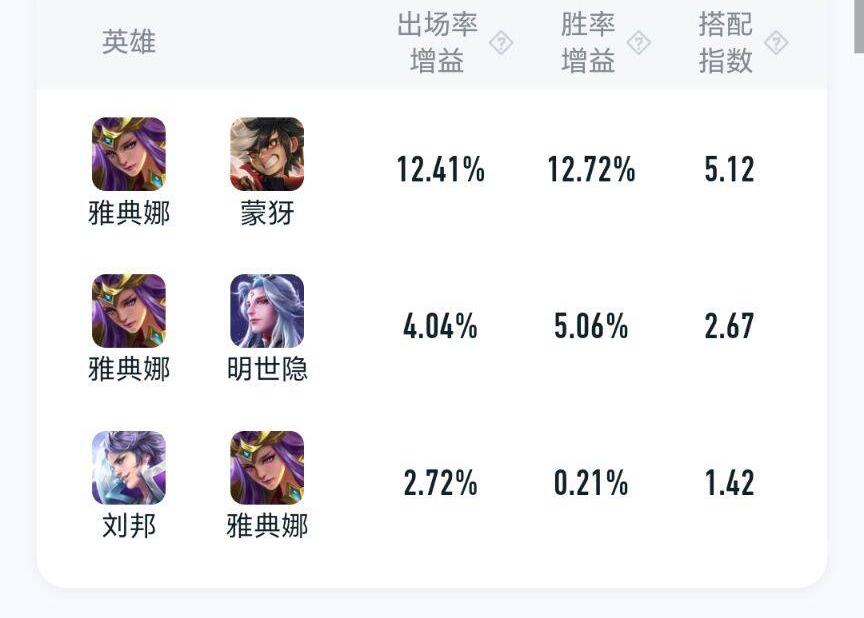 英雄
出场率
增益
胜率
增益
搭配
指数
雅典娜 蒙犽 12.41% 12.72% 5.12
雅典娜 明世隐 4.04% 5.06% 2.67
刘邦 雅典娜 2.72% 0.21% 1.42